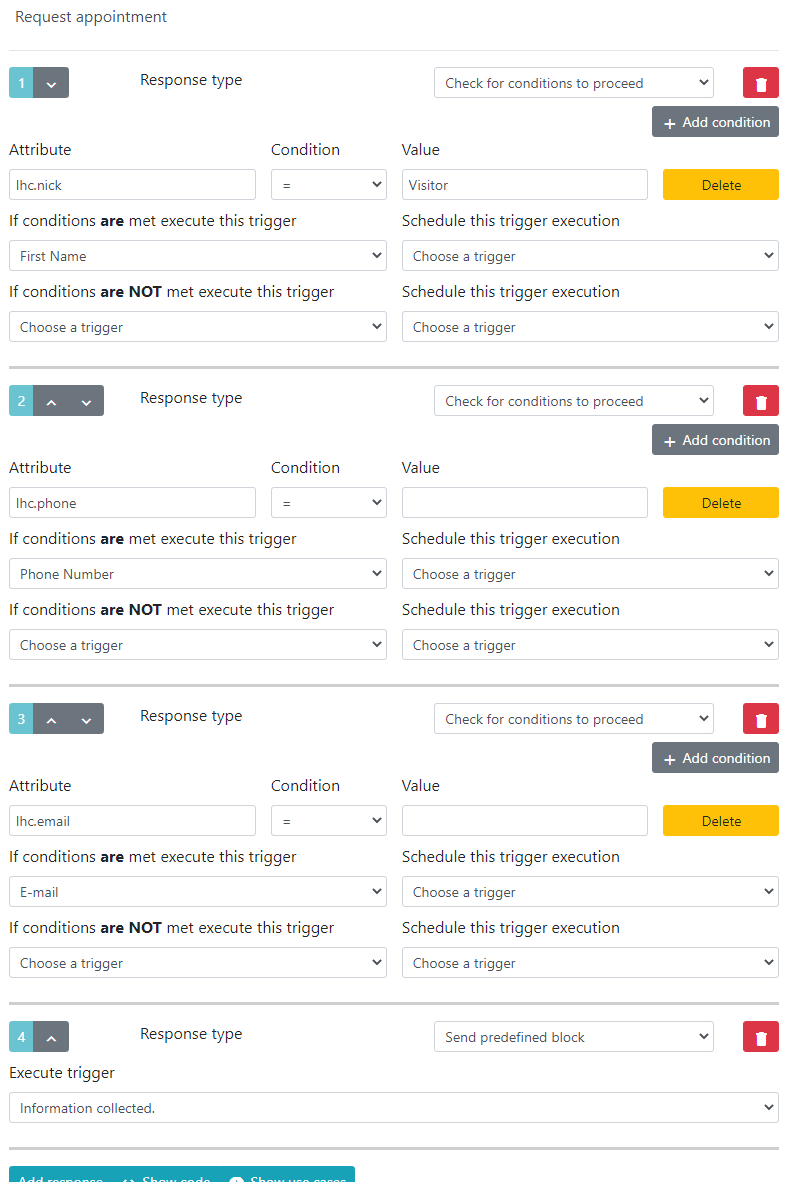 Request appointment
1 Response type Check for conditions to proceed
+ Add condition
Attribute Condition Value
lhc.nick = Visitor Delete
If conditions are met execute this trigger Schedule this trigger execution
First Name Choose a trigger
If conditions are NOT met execute this trigger Schedule this trigger execution
Choose a trigger Choose a trigger
2 Response type Check for conditions to proceed
+ Add condition
Attribute Condition Value
lhc.phone = Delete
If conditions are met execute this trigger Schedule this trigger execution
Phone Number Choose a trigger
If conditions are NOT met execute this trigger Schedule this trigger execution
Choose a trigger Choose a trigger
3 Response type Check for conditions to proceed
+ Add condition
Attribute Condition Value
lhc.email = Delete
If conditions are met execute this trigger Schedule this trigger execution
E-mail Choose a trigger
If conditions are NOT met execute this trigger Schedule this trigger execution
Choose a trigger Choose a trigger
4 Response type Send predefined block
Execute trigger
Information collected.
Add response Show code Show use cases